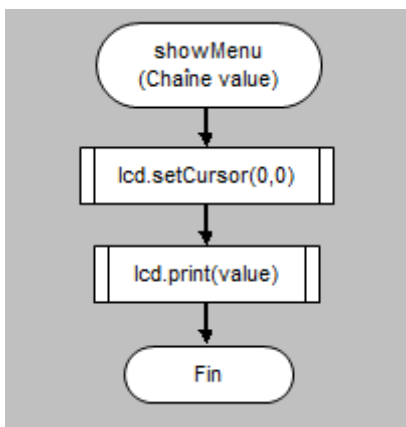 showMenu
(Chaîne value)
lcd.setCursor(0,0)
lcd.print(value)
Fin